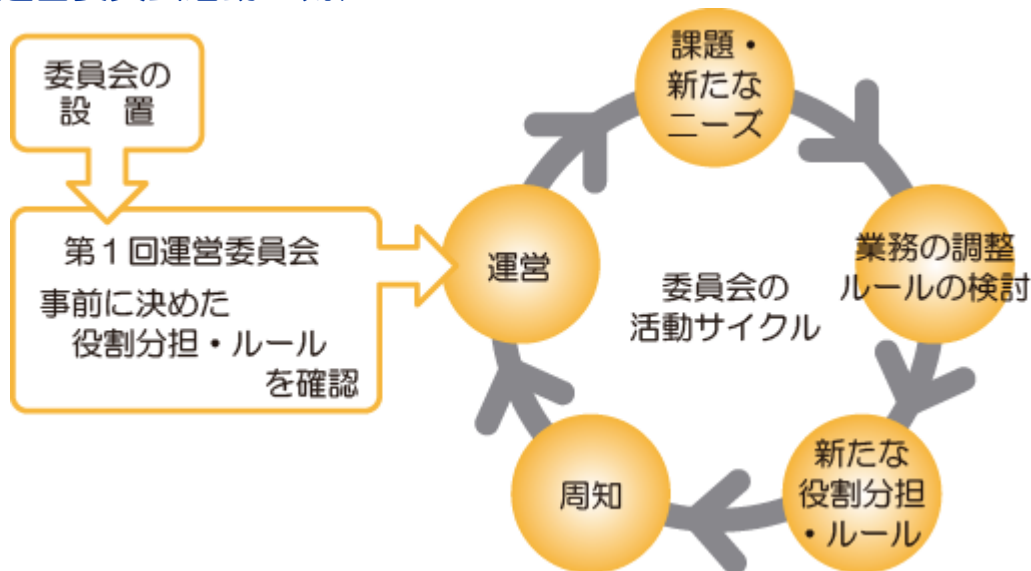 委員会の
設　置
第１回運営委員会
事前に決めた
役割分担・ルール
を確認
運営
課題・
新たな
ニーズ
業務の調整
ルールの検討
新たな
役割分担
・ルール
周知
委員会の
活動サイクル